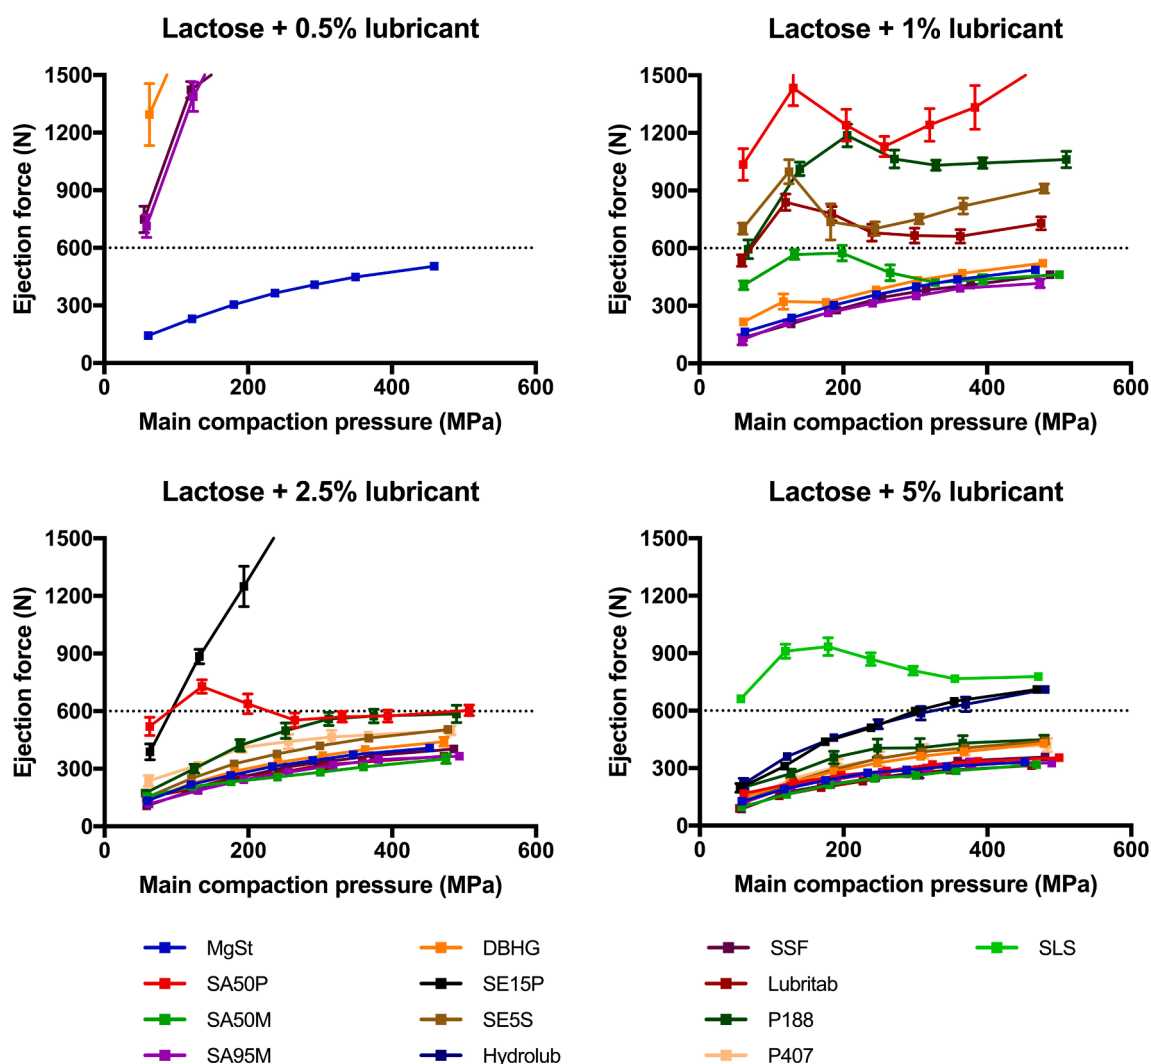 Lactose + 0.5% lubricant
1500
1200
900
600
300
0
Ejection force (N)
0 200 400 600
Main compaction pressure (MPa)
Lactose + 1% lubricant
1500
1200
900
600
300
0
Ejection force (N)
0 200 400 600
Main compaction pressure (MPa)
Lactose + 2.5% lubricant
1500
1200
900
600
300
0
Ejection force (N)
0 200 400 600
Main compaction pressure (MPa)
Lactose + 5% lubricant
1500
1200
900
600
300
0
Ejection force (N)
0 200 400 600
Main compaction pressure (MPa)
MgSt
SA50P
SA50M
SA95M
DBHG
SE15P
SE5S
Hydrolub
SSF
Lubritab
P188
P407
SLS